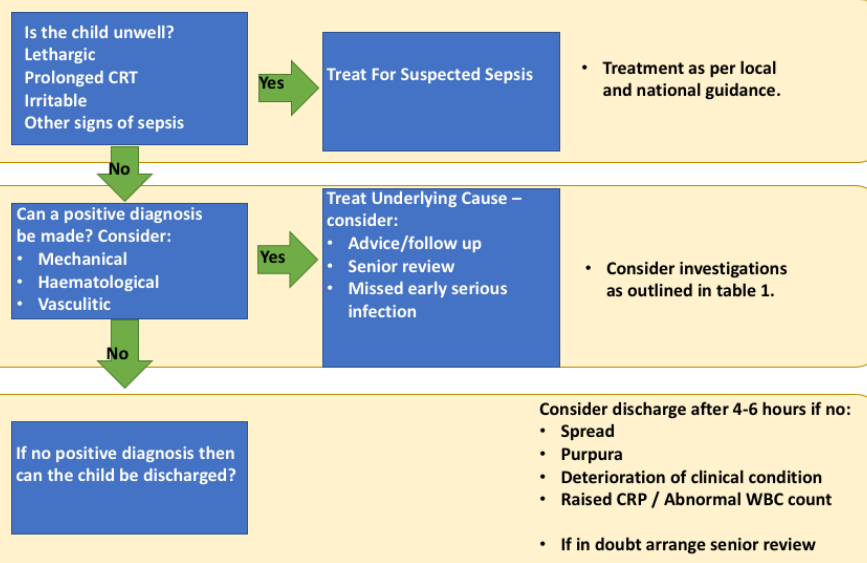 Is the child unwell?
Lethargic
Prolonged CRT
Irritable
Other signs of sepsis
Yes
Treat For Suspected Sepsis
• Treatment as per local
and national guidance.
No
Can a positive diagnosis
be made? Consider:
• Mechanical
• Haematological
• Vasculitic
Yes
Treat Underlying Cause –
consider:
• Advice/follow up
• Senior review
• Missed early serious
infection
• Consider investigations
as outlined in table 1.
No
If no positive diagnosis then
can the child be discharged?
Consider discharge after 4-6 hours if no:
• Spread
• Purpura
• Deterioration of clinical condition
• Raised CRP / Abnormal WBC count
• If in doubt arrange senior review